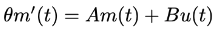 θm′(t) = Am(t) + Bu(t)